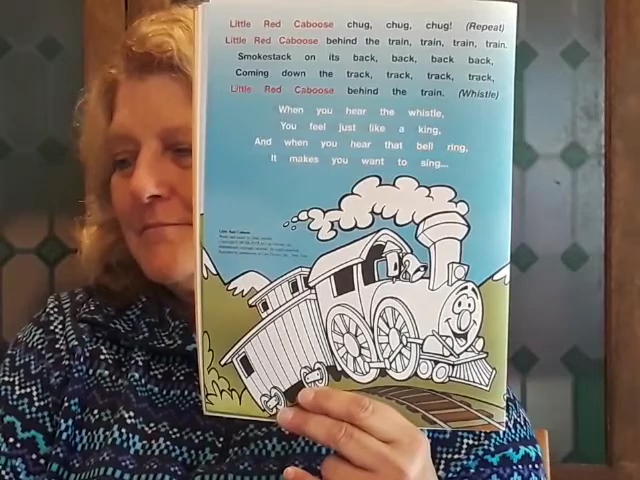 Little Red Caboose chug, chug, chug! (Repeat)
Little Red Caboose behind the train, train, train, train.
Smokestack on its back, back, back back,
Coming down the track, track, track, track,
Little Red Caboose behind the train. (Whistle)
When you hear the whistle,
You feel just like a king,
And when you hear that bell ring,
It makes you want to sing...
Little Red Caboose